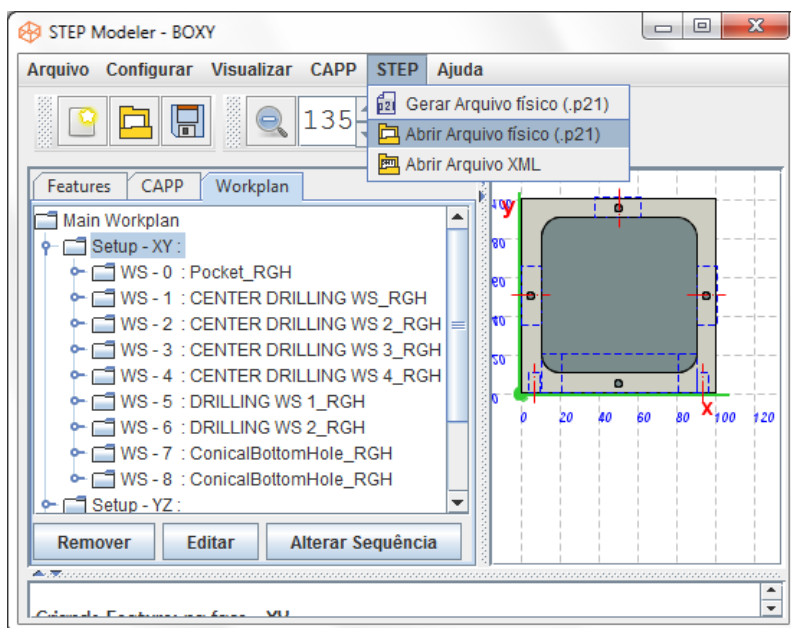 STEP Modeler - BOXY
Arquivo Configurar Visualizar CAPP STEP Ajuda
135
p21 Gerar Arquivo físico (.p21)
Abrir Arquivo físico (.p21)
Abrir Arquivo XML
Features CAPP Workplan
Main Workplan
Setup - XY :
WS - 0 : Pocket_RGH
WS - 1 : CENTER DRILLING WS_RGH
WS - 2 : CENTER DRILLING WS 2_RGH
WS - 3 : CENTER DRILLING WS 3_RGH
WS - 4 : CENTER DRILLING WS 4_RGH
WS - 5 : DRILLING WS 1_RGH
WS - 6 : DRILLING WS 2_RGH
WS - 7 : ConicalBottomHole_RGH
WS - 8 : ConicalBottomHole_RGH
Setup - YZ :
y
100
80
60
40
20
0
x
0 20 40 60 80 100 120
Remover Editar Alterar Sequência